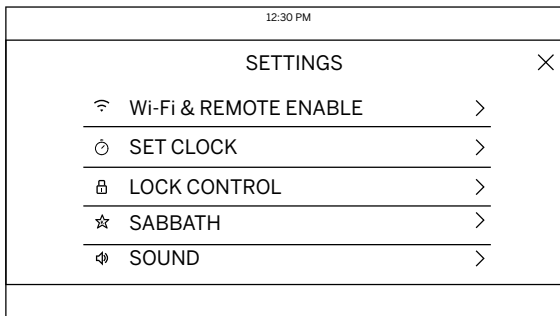 12:30 PM
SETTINGS
Wi-Fi & REMOTE ENABLE
SET CLOCK
LOCK CONTROL
SABBATH
SOUND